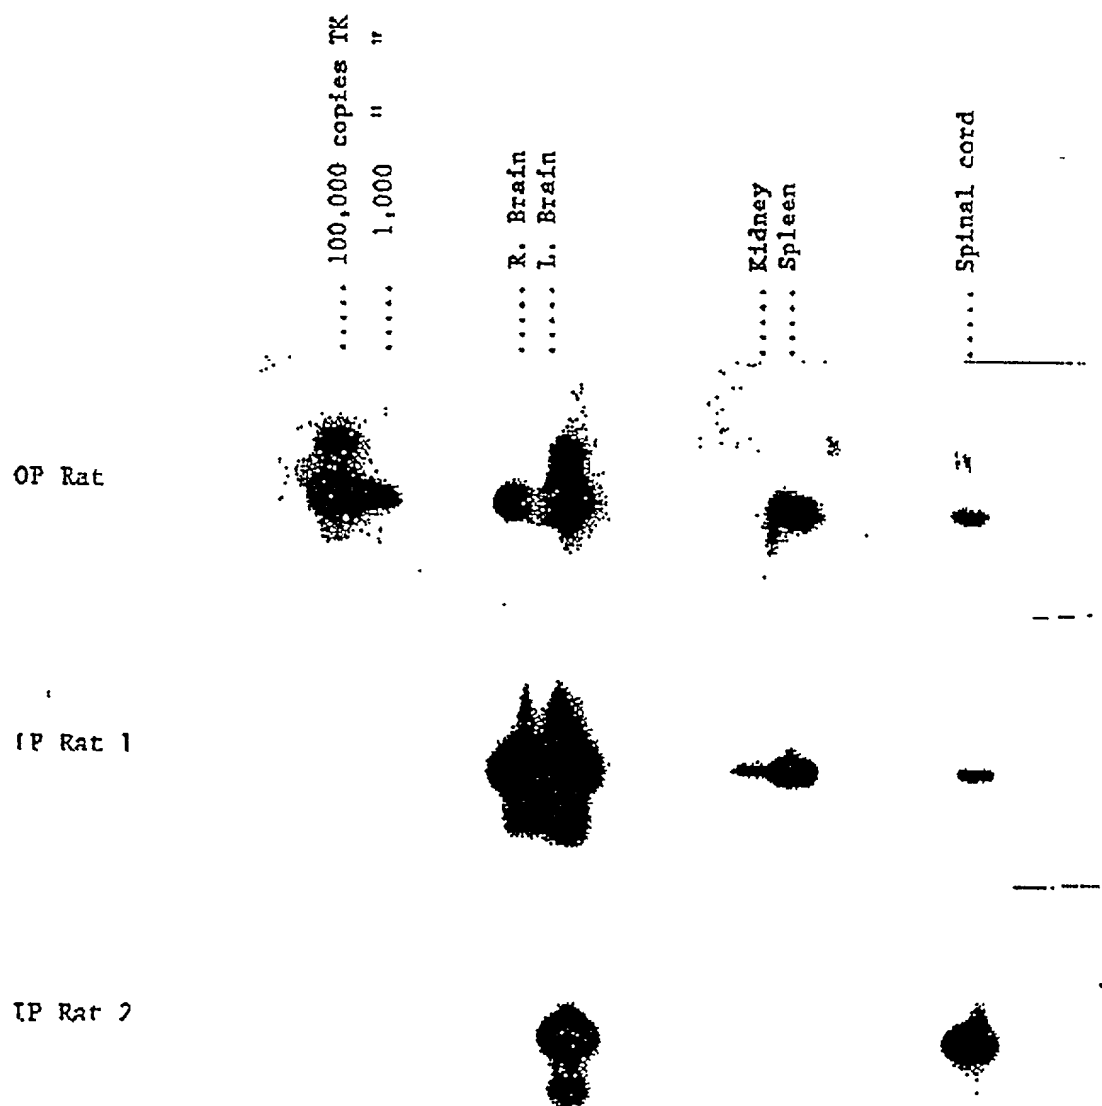 ..... 100,000 copies TK
..... 1,000 " "
..... R. Brain
..... L. Brain
..... Kidney
..... Spleen
..... Spinal cord
OP Rat
IP Rat 1
IP Rat 2